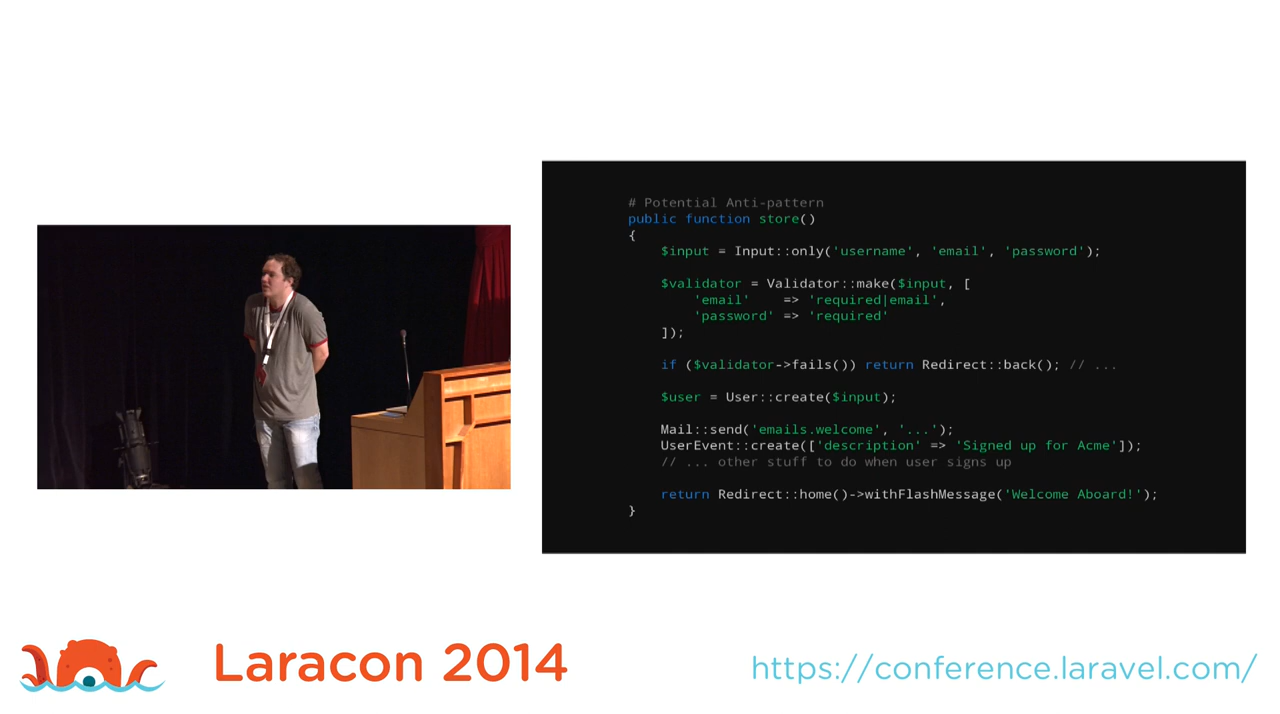 # Potential Anti-pattern
public function store()
{
    $input = Input::only('username', 'email', 'password');
    $validator = Validator::make($input, [
        'email'    => 'required|email',
        'password' => 'required'
    ]);
    if ($validator->fails()) return Redirect::back(); // ...
    $user = User::create($input);
    Mail::send('emails.welcome', '...');
    UserEvent::create(['description' => 'Signed up for Acme']);
    // ... other stuff to do when user signs up
    return Redirect::home()->withFlashMessage('Welcome Aboard!');
}
Laracon 2014
https://conference.laravel.com/